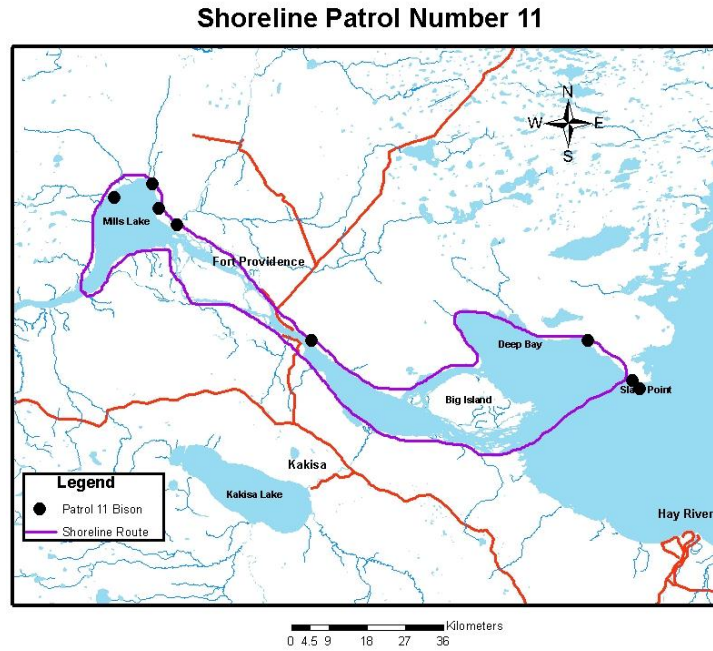 Shoreline Patrol Number 11
N
W E
S
Mills Lake
Fort Providence
Deep Bay
Big Island
Point
Kakisa
Kakisa Lake
Hay River
Legend
Patrol 11 Bison
Shoreline Route
Kilometers
0 4.5 9 18 27 36